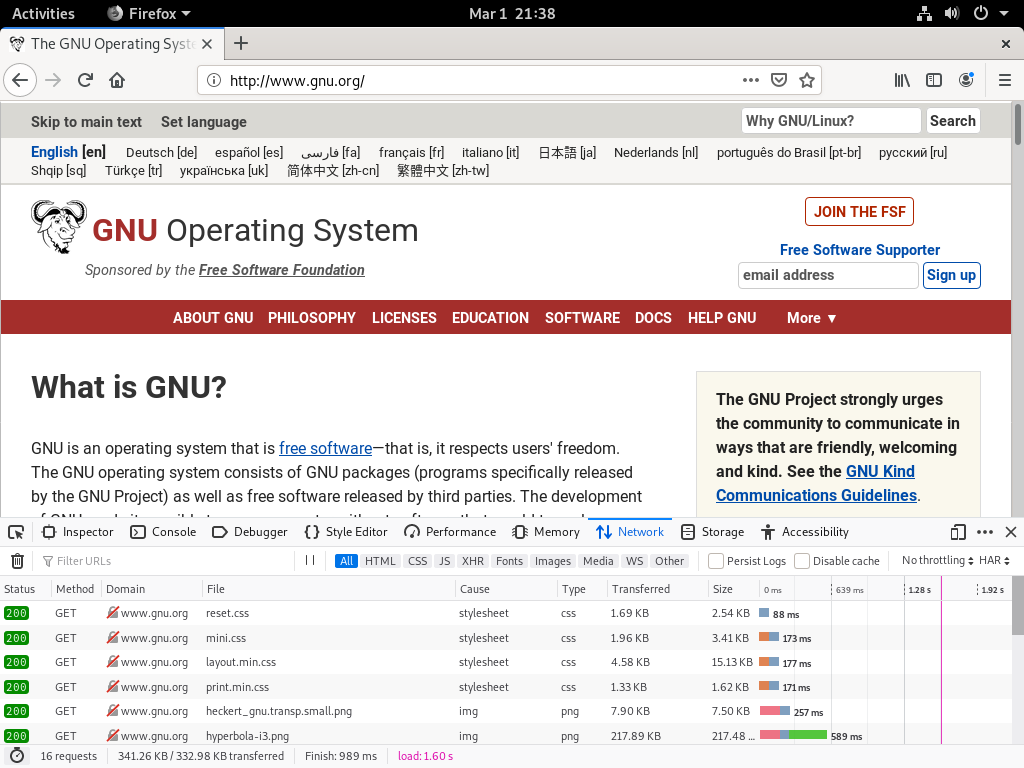 Activities Firefox Mar 1 21:38
The GNU Operating Syste
http://www.gnu.org/
Skip to main text Set language Why GNU/Linux? Search
English [en] Deutsch [de] español [es] فارسی [fa] français [fr] italiano [it] 日本語 [ja] Nederlands [nl] português do Brasil [pt-br] русский [ru]
Shqip [sq] Türkçe [tr] українська [uk] 简体中文 [zh-cn] 繁體中文 [zh-tw]
JOIN THE FSF
GNU Operating System
Free Software Supporter
Sponsored by the Free Software Foundation
email address Sign up
ABOUT GNU PHILOSOPHY LICENSES EDUCATION SOFTWARE DOCS HELP GNU More ▼
What is GNU?
GNU is an operating system that is free software—that is, it respects users' freedom.
The GNU operating system consists of GNU packages (programs specifically released
by the GNU Project) as well as free software released by third parties. The development
The GNU Project strongly urges
the community to communicate in
ways that are friendly, welcoming
and kind. See the GNU Kind
Communications Guidelines.
Inspector Console Debugger Style Editor Performance Memory Network Storage Accessibility
Filter URLs All HTML CSS JS XHR Fonts Images Media WS Other Persist Logs Disable cache No throttling HAR
Status Method Domain File Cause Type Transferred Size 0 ms 639 ms 1.28 s 1.92 s
200 GET www.gnu.org reset.css stylesheet css 1.69 KB 2.54 KB 88 ms
200 GET www.gnu.org mini.css stylesheet css 1.96 KB 3.41 KB 173 ms
200 GET www.gnu.org layout.min.css stylesheet css 4.58 KB 15.13 KB 177 ms
200 GET www.gnu.org print.min.css stylesheet css 1.33 KB 1.62 KB 171 ms
200 GET www.gnu.org heckert_gnu.transp.small.png img png 7.90 KB 7.50 KB 257 ms
200 GET www.gnu.org hyperbola-i3.png img png 217.89 KB 217.48 … 589 ms
16 requests 341.26 KB / 332.98 KB transferred Finish: 989 ms load: 1.60 s